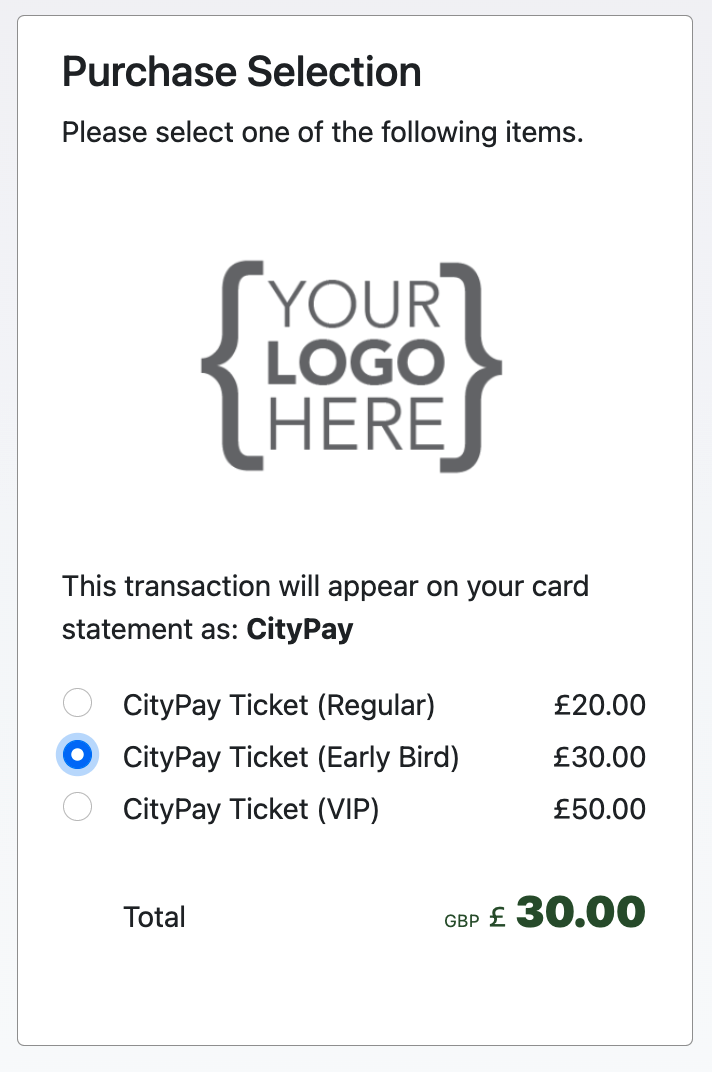 Purchase Selection
Please select one of the following items.
YOUR
LOGO
HERE
This transaction will appear on your card
statement as: CityPay
CityPay Ticket (Regular) £20.00
CityPay Ticket (Early Bird) £30.00
CityPay Ticket (VIP) £50.00
Total GBP £ 30.00